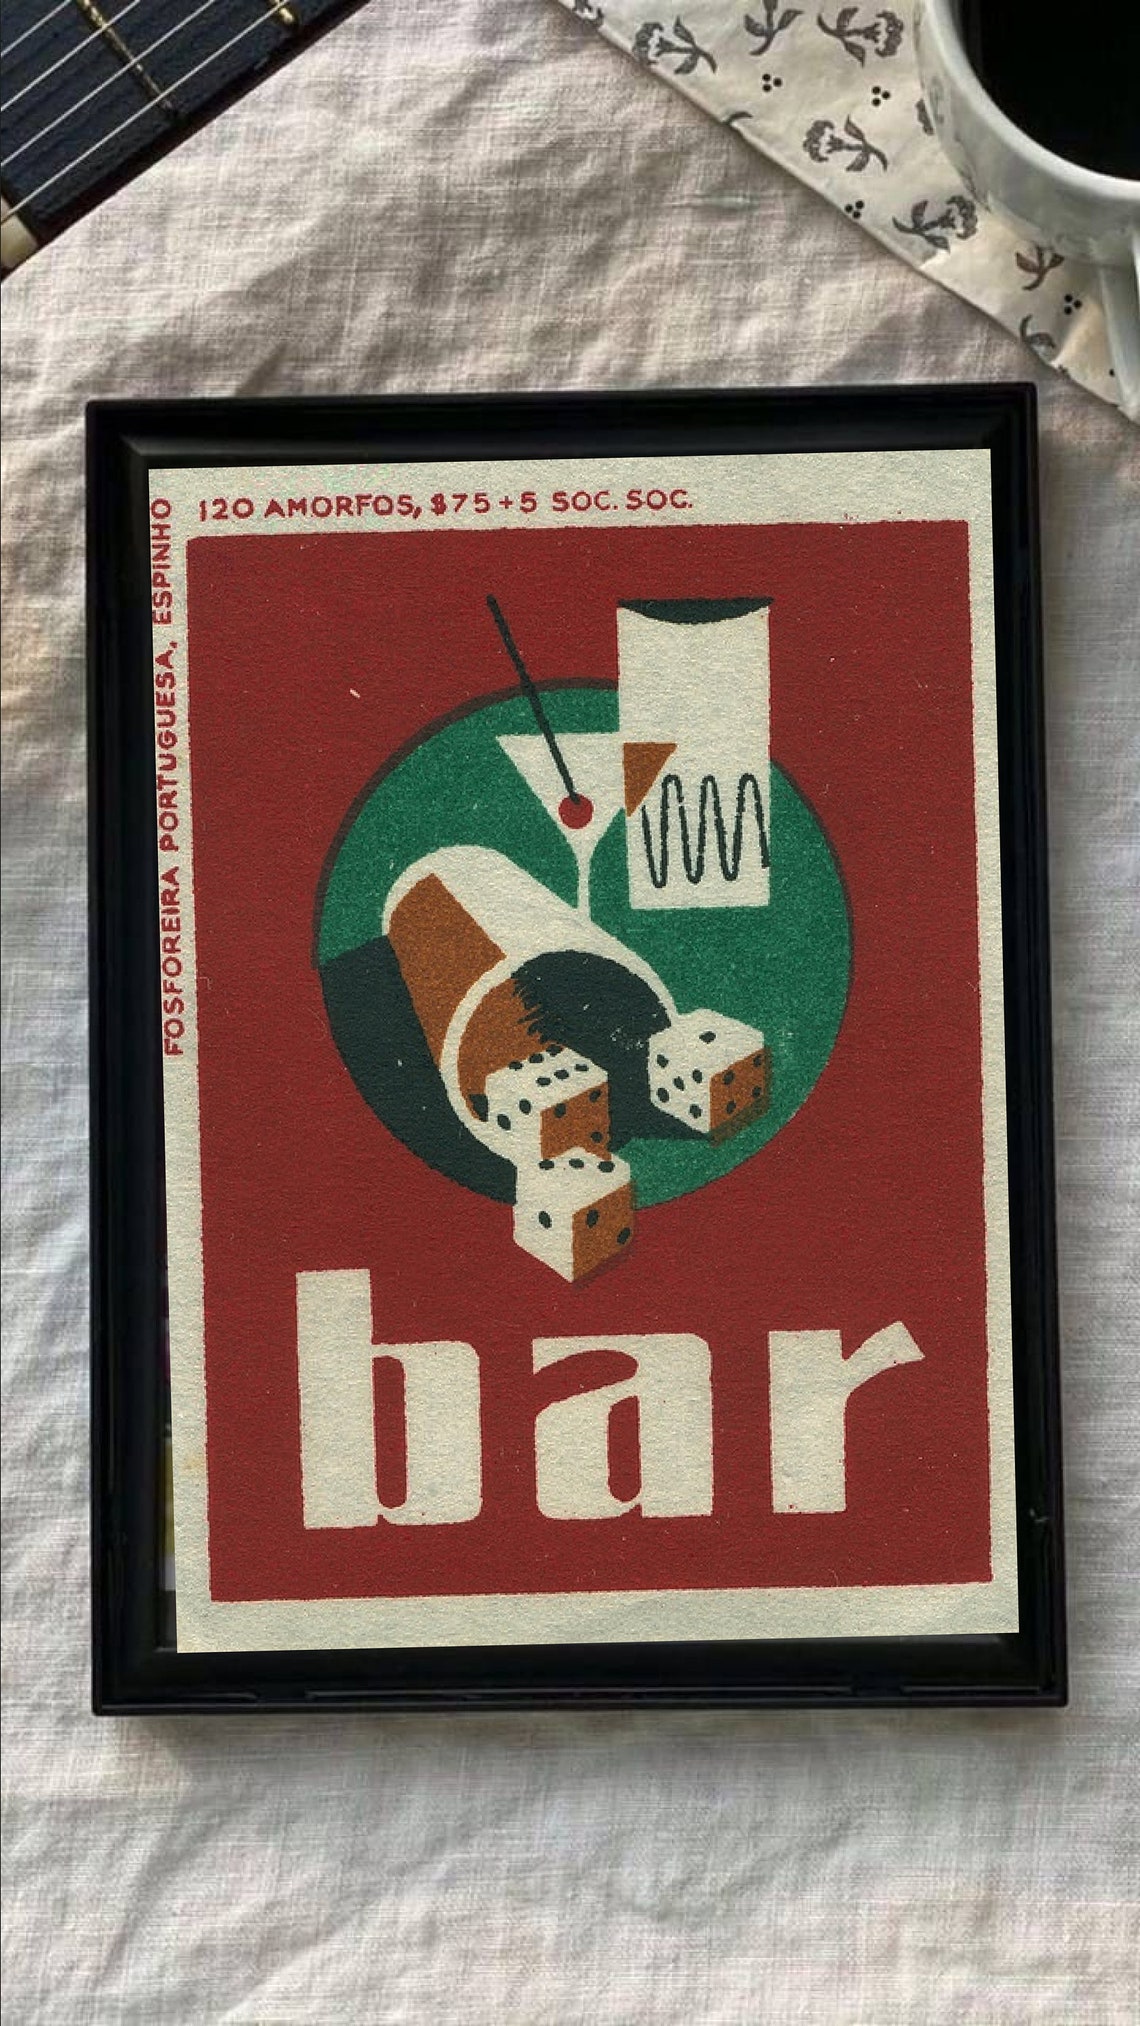 120 AMORFOS, $75+5 SOC. SOC.
FOSFOREIRA PORTUGUESA, ESPINHO
bar